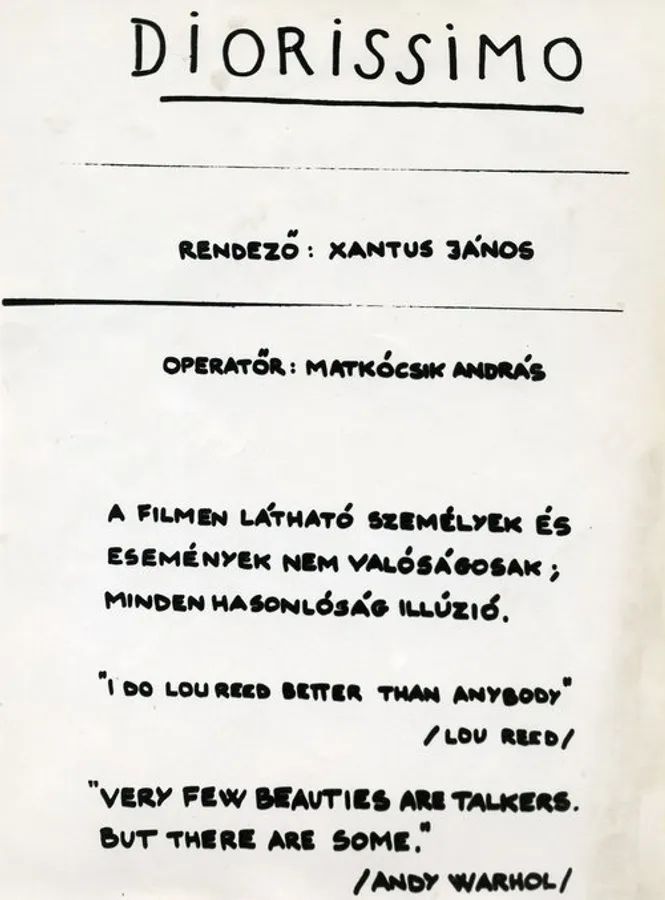 DiORiSSiMO
RENDEZŐ: XANTUS JÁNOS
OPERATŐR: MATKÓCSIK ANDRÁS
A FILMEN LÁTHATÓ SZEMÉLYEK ÉS
ESEMÉNYEK NEM VALÓSÁGOSAK;
MINDEN HASONLÓSÁG ILLÚZIÓ.
"I DO LOU REED BETTER THAN ANYBODY"
/LOU REED/
"VERY FEW BEAUTIES ARE TALKERS.
BUT THERE ARE SOME."
/ANDY WARHOL/